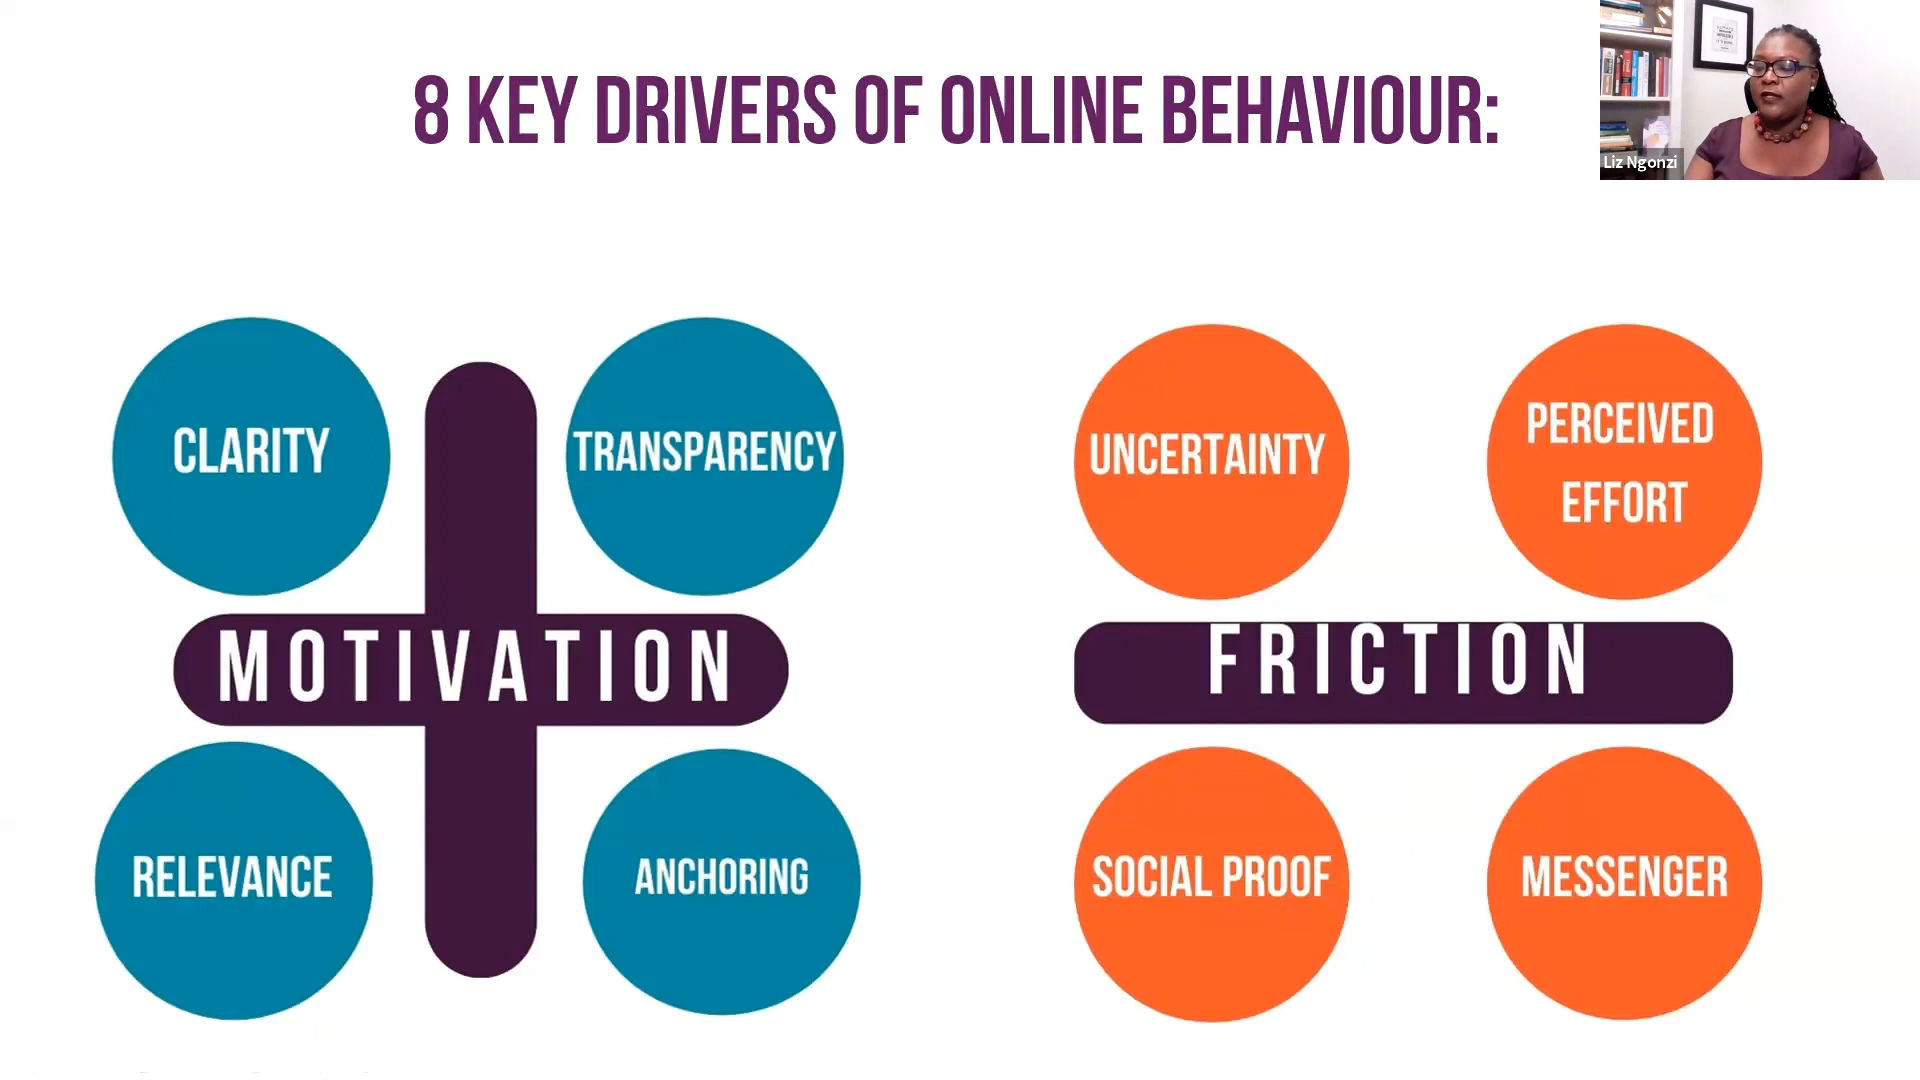 8 KEY DRIVERS OF ONLINE BEHAVIOUR:
Liz Ngonzi
CLARITY
TRANSPARENCY
MOTIVATION
RELEVANCE
ANCHORING
UNCERTAINTY
PERCEIVED
EFFORT
FRICTION
SOCIAL PROOF
MESSENGER